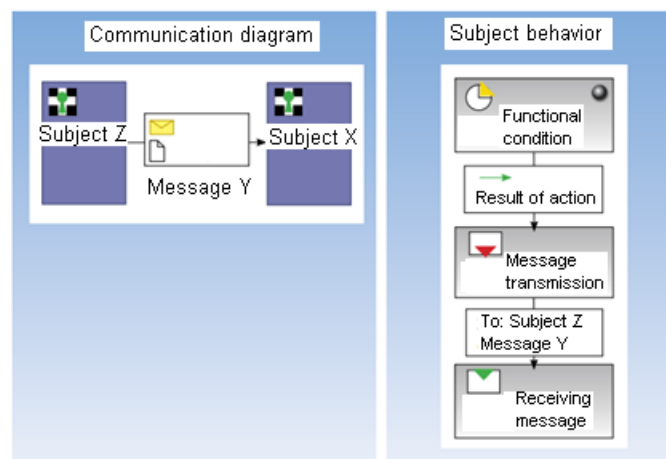 Communication diagram
Subject Z
Subject X
Message Y
Subject behavior
Functional
condition
Result of action
Message
transmission
To: Subject Z
Message Y
Receiving
message